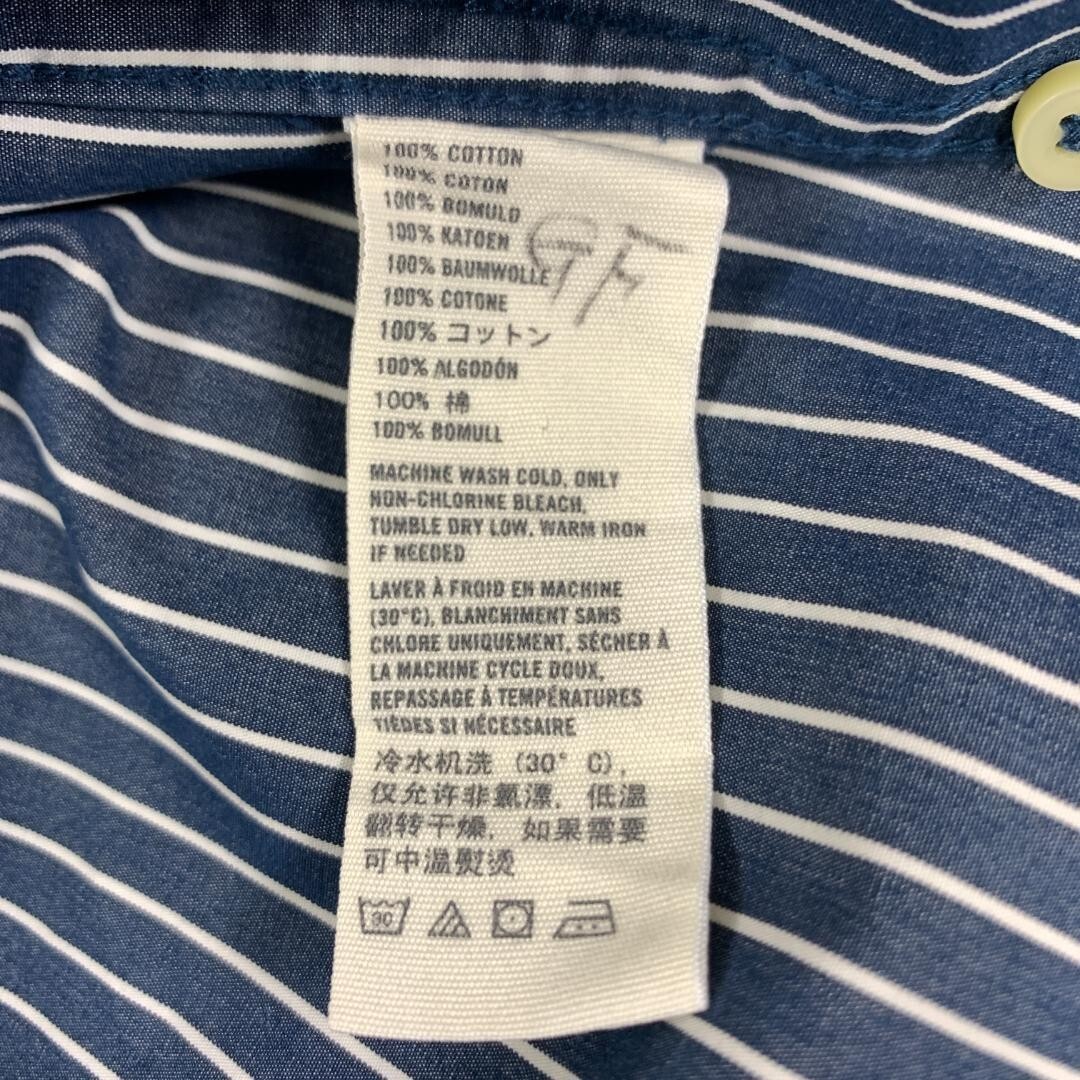 100% COTTON
100% COTON
100% BOMULD
100% KATOEN
100% BAUMWOLLE
100% COTONE
100% コットン
100% ALGODÓN
100% 棉
100% BOMULL
MACHINE WASH COLD, ONLY
NON-CHLORINE BLEACH,
TUMBLE DRY LOW, WARM IRON
IF NEEDED
LAVER À FROID EN MACHINE
(30°C), BLANCHIMENT SANS
CHLORE UNIQUEMENT, SÉCHER À
LA MACHINE CYCLE DOUX,
REPASSAGE À TEMPÉRATURES
TIÈDES SI NÉCESSAIRE
冷水机洗 (30° C),
仅允许非氯漂, 低温
翻转干燥, 如果需要
可中温熨烫
30